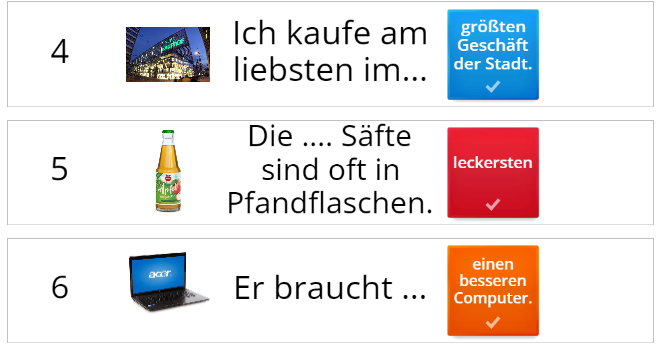 4
Ich kaufe am
liebsten im...
größten
Geschäft
der Stadt.
5
Die .... Säfte
sind oft in
Pfandflaschen.
leckersten
6
acer
Er braucht ...
einen
besseren
Computer.